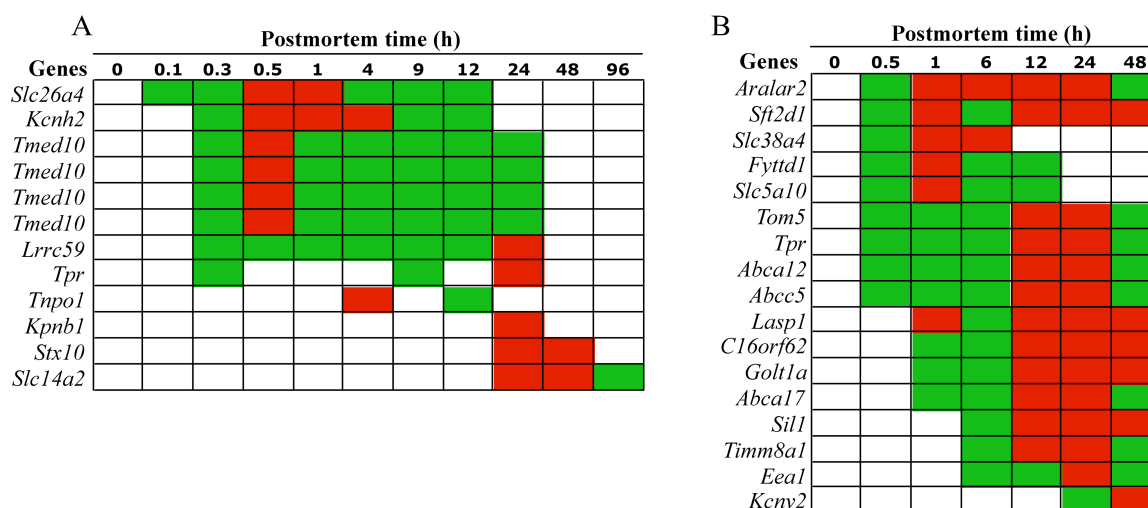 A
Postmortem time (h)
Genes 0 0.1 0.3 0.5 1 4 9 12 24 48 96
Slc26a4
Kcnh2
Tmed10
Tmed10
Tmed10
Tmed10
Lrrc59
Tpr
Tnpo1
Kpnb1
Stx10
Slc14a2
B
Postmortem time (h)
Genes 0 0.5 1 6 12 24 48
Aralar2
Sft2d1
Slc38a4
Fyttd1
Slc5a10
Tom5
Tpr
Abca12
Abcc5
Lasp1
C16orf62
Golt1a
Abca17
Sil1
Timm8a1
Eea1
Kcnv2